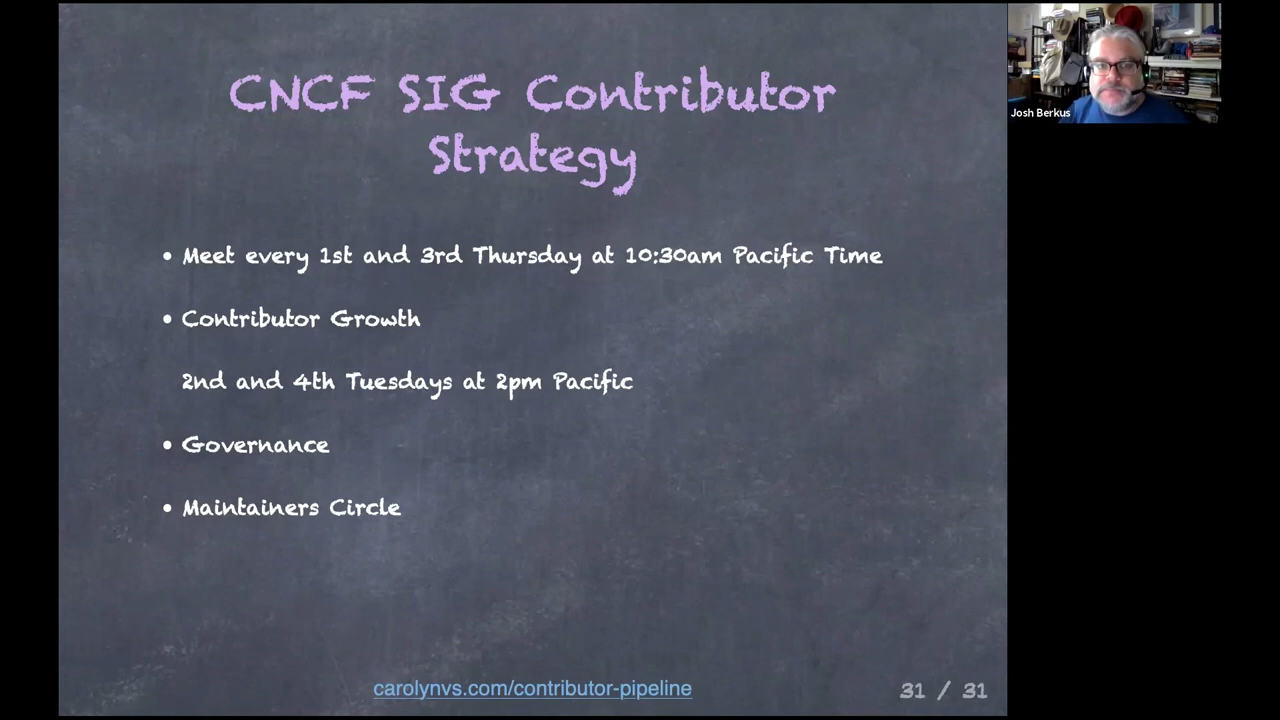 CNCF SIG Contributor
Strategy
• Meet every 1st and 3rd Thursday at 10:30am Pacific Time
• Contributor Growth
2nd and 4th Tuesdays at 2pm Pacific
• Governance
• Maintainers Circle
carolynvs.com/contributor-pipeline
31 / 31
Josh Berkus